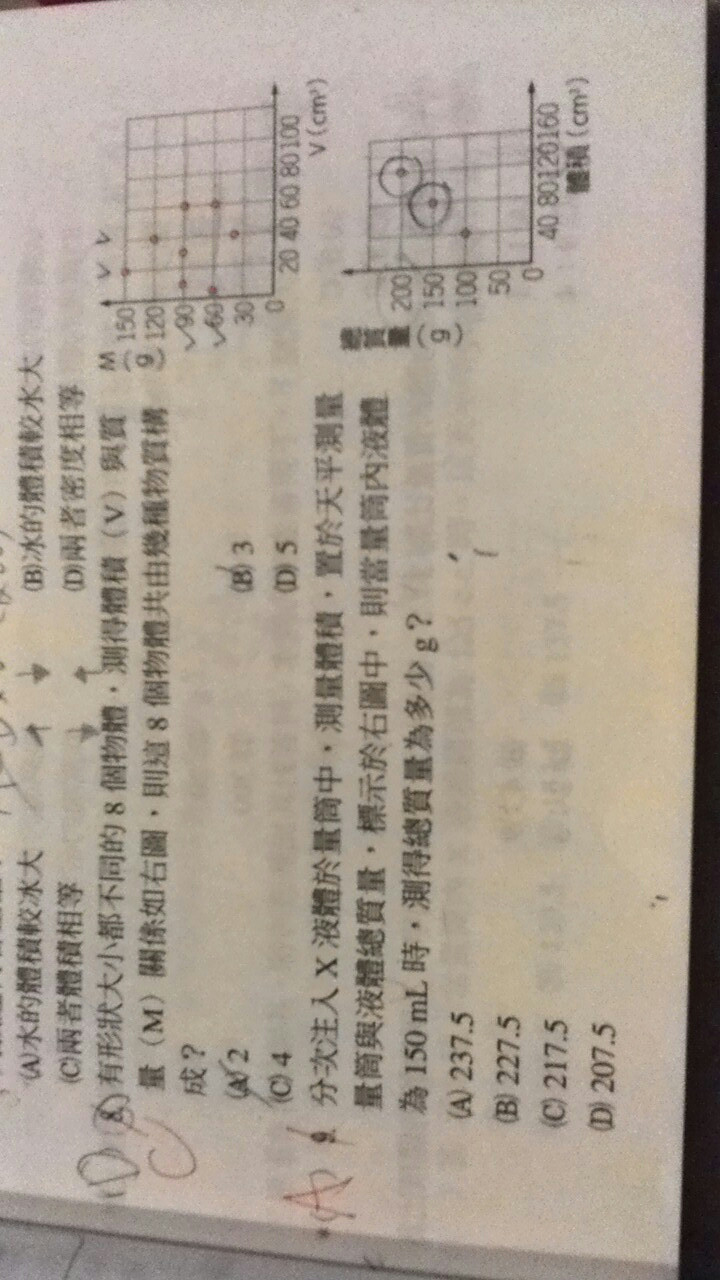 (A)水的體積較冰大
(B)冰的體積較水大
(C)兩者體積相等
(D)兩者密度相等
(D)
8.
有形狀大小都不同的 8 個物體，測得體積（V）與質
量（M）關係如右圖，則這 8 個物體共由幾種物質構
成？
(A) 2
(B) 3
(C) 4
(D) 5
M
(g)
150
120
90
60
30
0
20 40 60 80 100
V (cm³)
(A)
9.
分次注入 X 液體於量筒中，測量體積，置於天平測量
量筒與液體總質量，標示於右圖中，則當量筒內液體
為 150 mL 時，測得總質量為多少 g？
(A) 237.5
(B) 227.5
(C) 217.5
(D) 207.5
總質量
(g)
200
150
100
50
0
40 80 120 160
體積 (cm³)